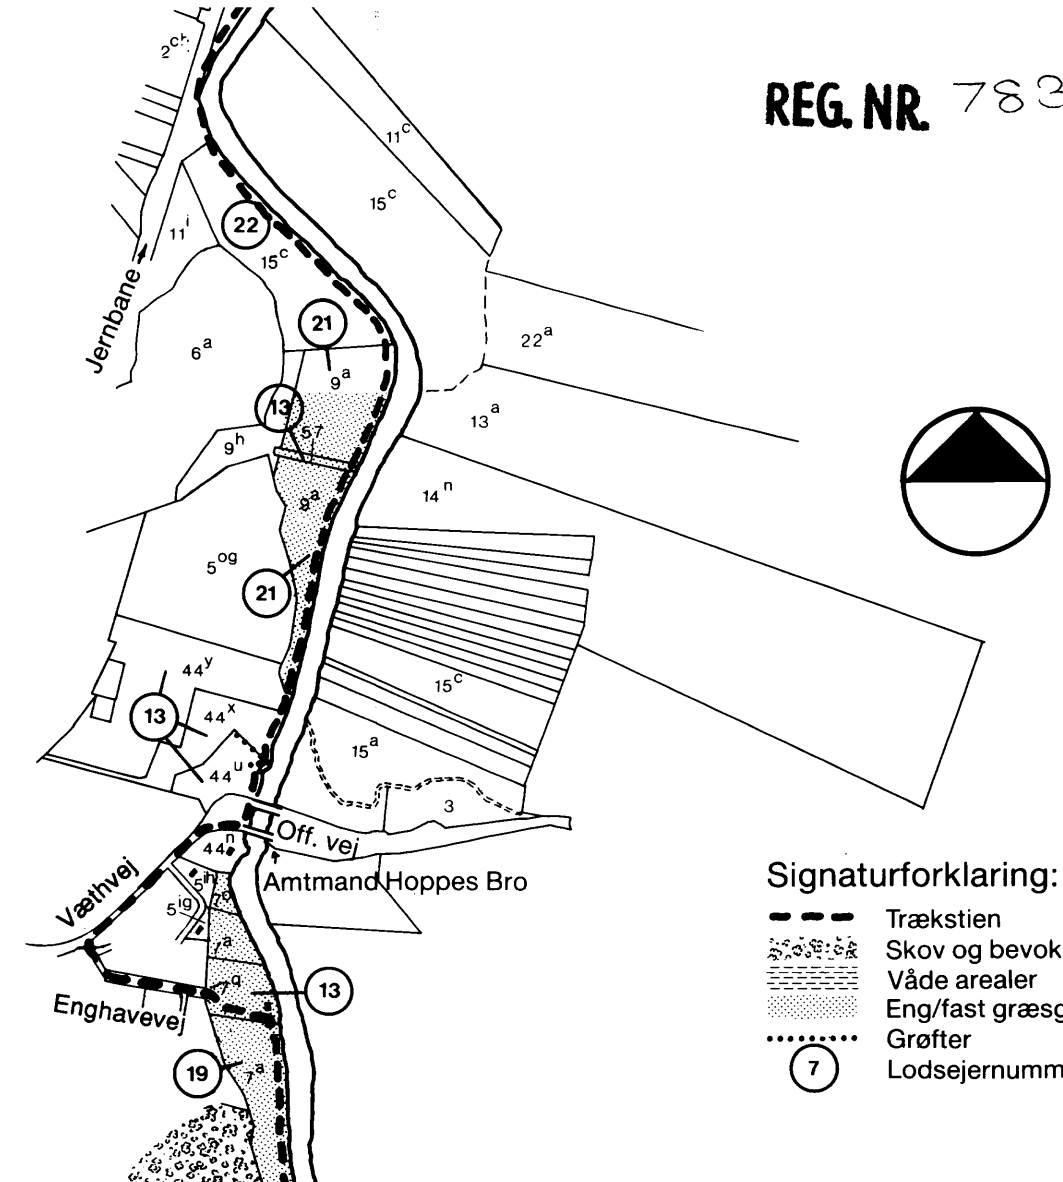 REG. NR. 783
2ch
11c
15c
22
11i
15c
Jernbane
21
22a
6a
9a
13
57
13a
9h
14n
9a
5og
21
44y
15c
13
44x
15a
44u
3
Off. vej
44n
Amtmand Hoppes Bro
Væthvej
5ih
7b
5ig
7a
7q
13
Enghavevej
19
7a
Signaturforklaring:
Trækstien
Skov og bevok
Våde arealer
Eng/fast græsg
Grøfter
7 Lodsejernumm